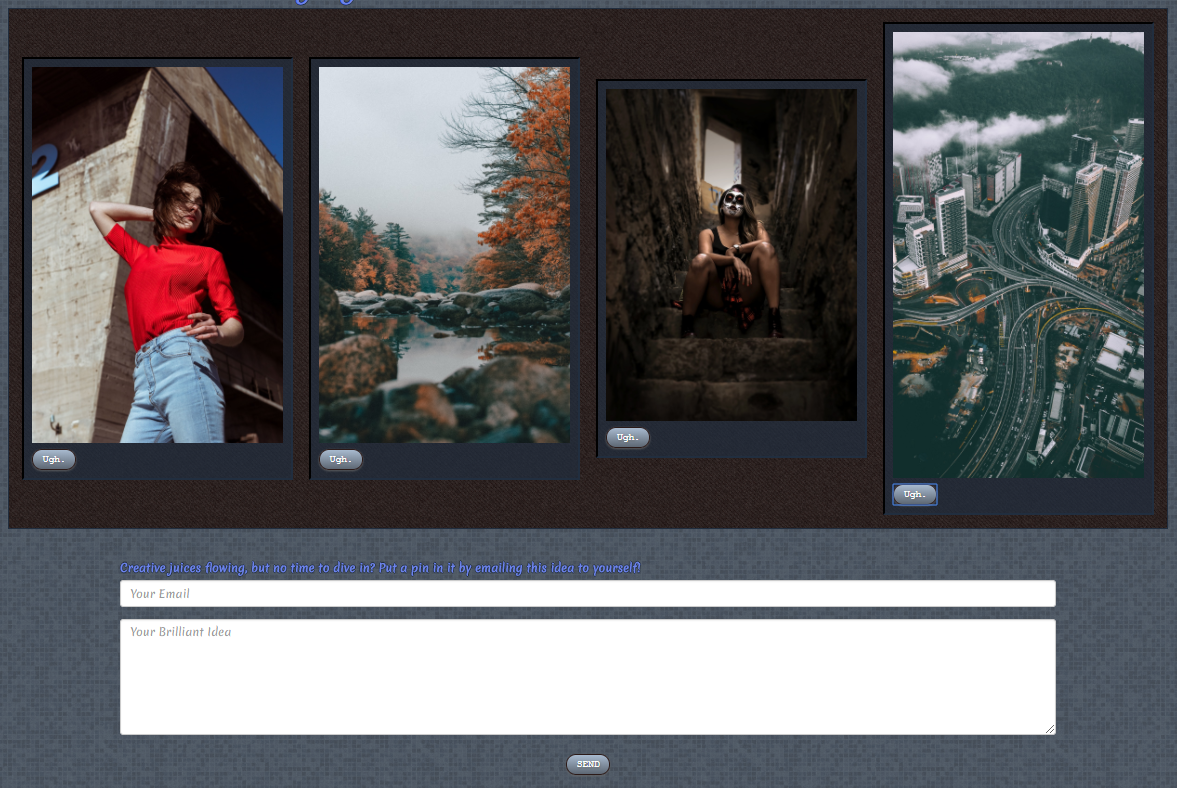 2
Ugh.
Ugh.
Ugh.
Ugh.
Creative juices flowing, but no time to dive in? Put a pin in it by emailing this idea to yourself!
Your Email
Your Brilliant Idea
SEND